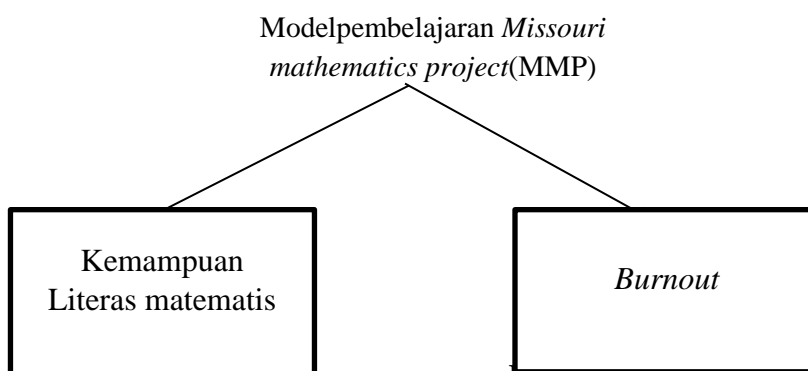 Modelpembelajaran Missouri
mathematics project(MMP)
Kemampuan
Literas matematis
Burnout